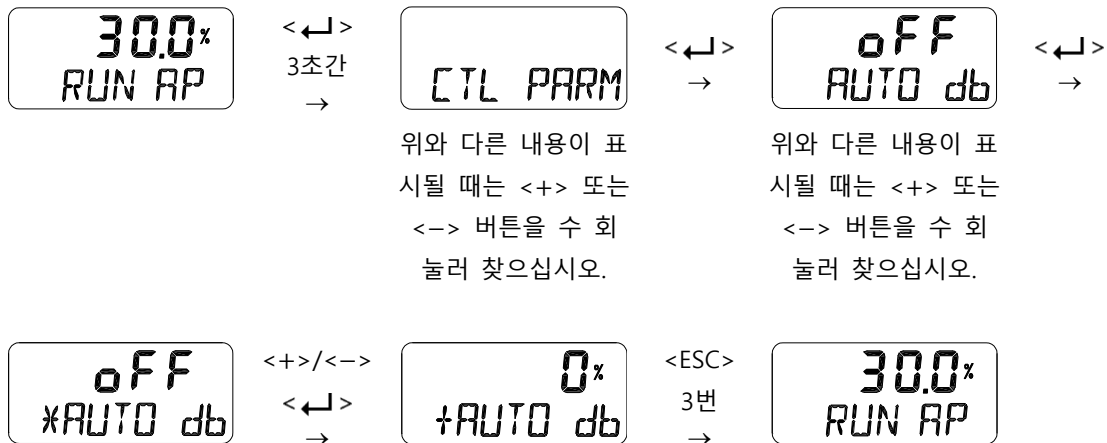 30.0% <↵> <↵> oFF <↵>
RUN AP 3초간 → CTL PARM → AUTO db →
위와 다른 내용이 표 위와 다른 내용이 표
시될 때는 <+> 또는 시될 때는 <+> 또는
<−> 버튼을 수 회 <−> 버튼을 수 회
눌러 찾으십시오. 눌러 찾으십시오.
oFF <+>/<−> 0% <ESC> 30.0%
*AUTO db <↵> → +AUTO db 3번 → RUN AP